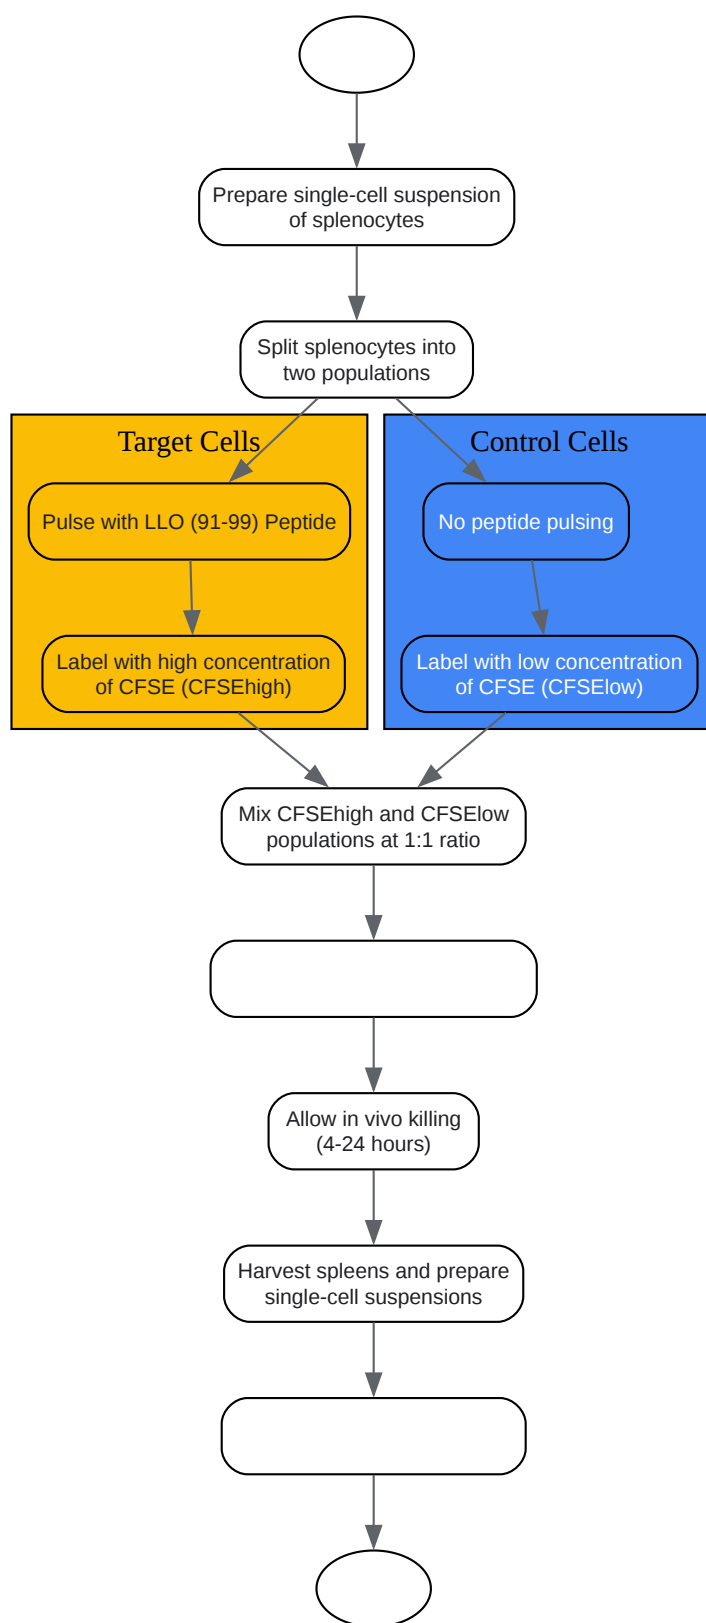 Prepare single-cell suspension
of splenocytes
Split splenocytes into
two populations
Target Cells
Pulse with LLO (91-99) Peptide
Label with high concentration
of CFSE (CFSEhigh)
Control Cells
No peptide pulsing
Label with low concentration
of CFSE (CFSElow)
Mix CFSEhigh and CFSElow
populations at 1:1 ratio
Allow in vivo killing
(4-24 hours)
Harvest spleens and prepare
single-cell suspensions